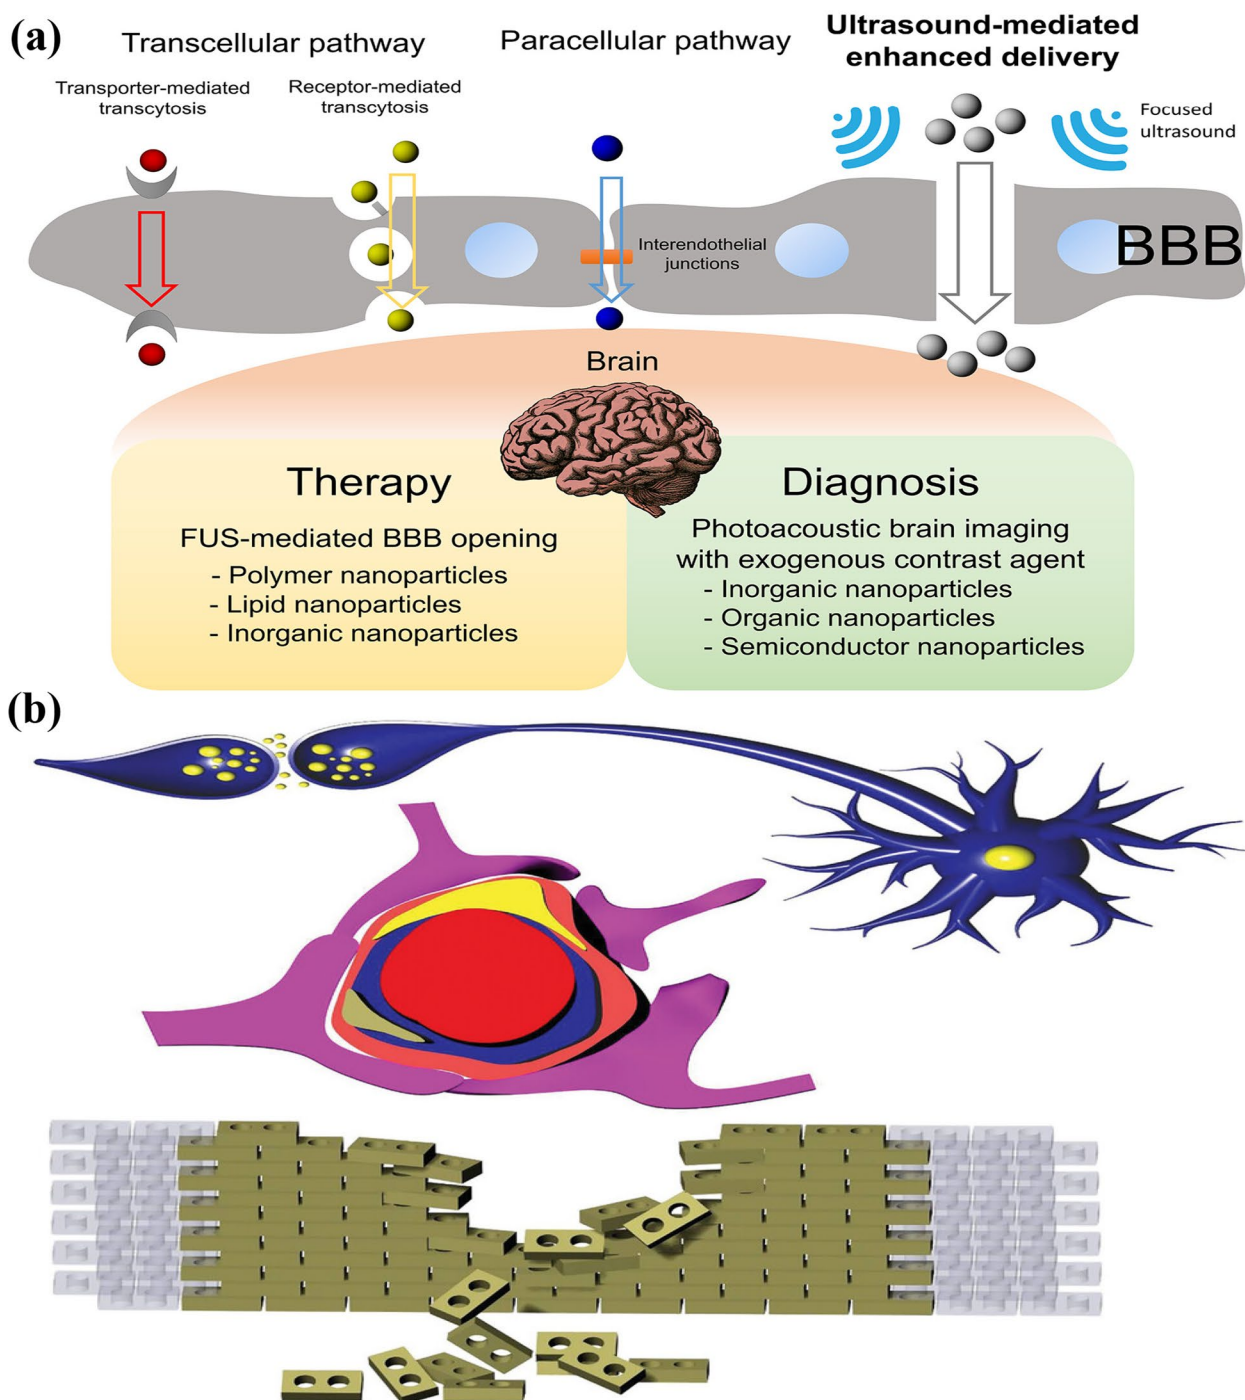 (a)
Transcellular pathway
Paracellular pathway
Ultrasound-mediated
enhanced delivery
Transporter-mediated
transcytosis
Receptor-mediated
transcytosis
Focused
ultrasound
Interendothelial
junctions
BBB
Brain
Therapy
FUS-mediated BBB opening
- Polymer nanoparticles
- Lipid nanoparticles
- Inorganic nanoparticles
Diagnosis
Photoacoustic brain imaging
with exogenous contrast agent
- Inorganic nanoparticles
- Organic nanoparticles
- Semiconductor nanoparticles
(b)